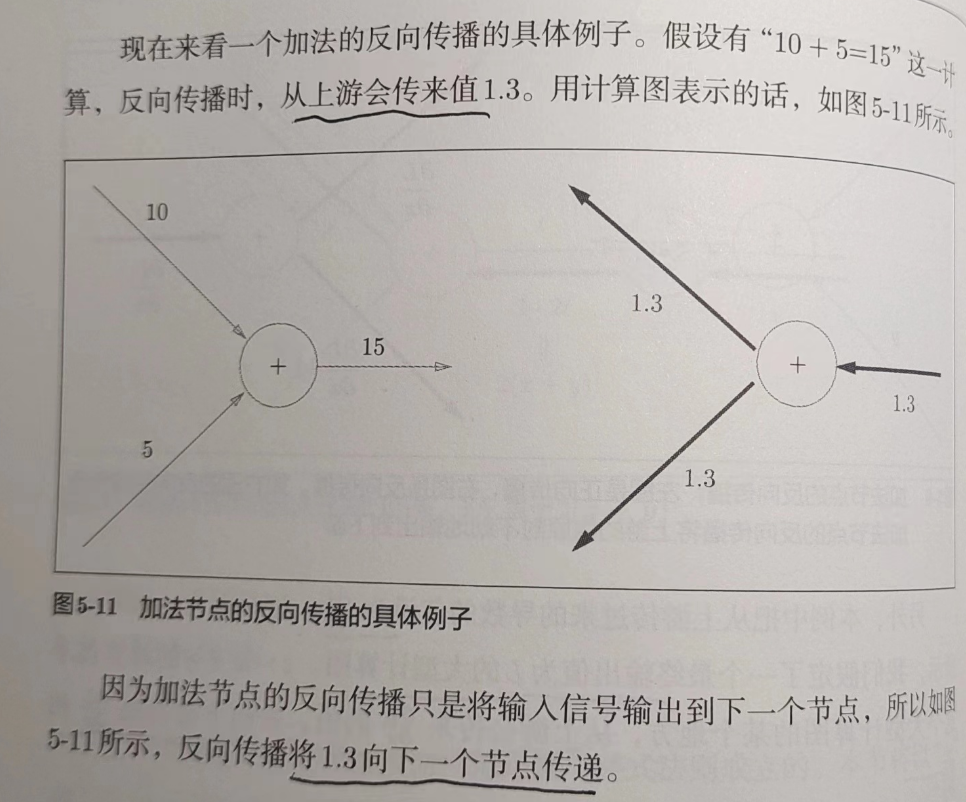 现在来看一个加法的反向传播的具体例子。假设有“10 + 5=15”这一计
算，反向传播时，从上游会传来值1.3。用计算图表示的话，如图5-11所示。
10
1.3
+
15
+
1.3
5
1.3
图5-11 加法节点的反向传播的具体例子
因为加法节点的反向传播只是将输入信号输出到下一个节点，所以如图
5-11所示，反向传播将1.3向下一个节点传递。